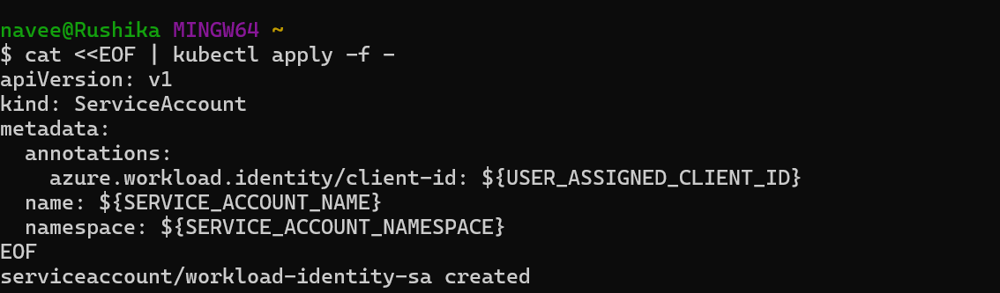 navee@Rushika MINGW64 ~
$ cat <<EOF | kubectl apply -f -
apiVersion: v1
kind: ServiceAccount
metadata:
  annotations:
    azure.workload.identity/client-id: ${USER_ASSIGNED_CLIENT_ID}
  name: ${SERVICE_ACCOUNT_NAME}
  namespace: ${SERVICE_ACCOUNT_NAMESPACE}
EOF
serviceaccount/workload-identity-sa created